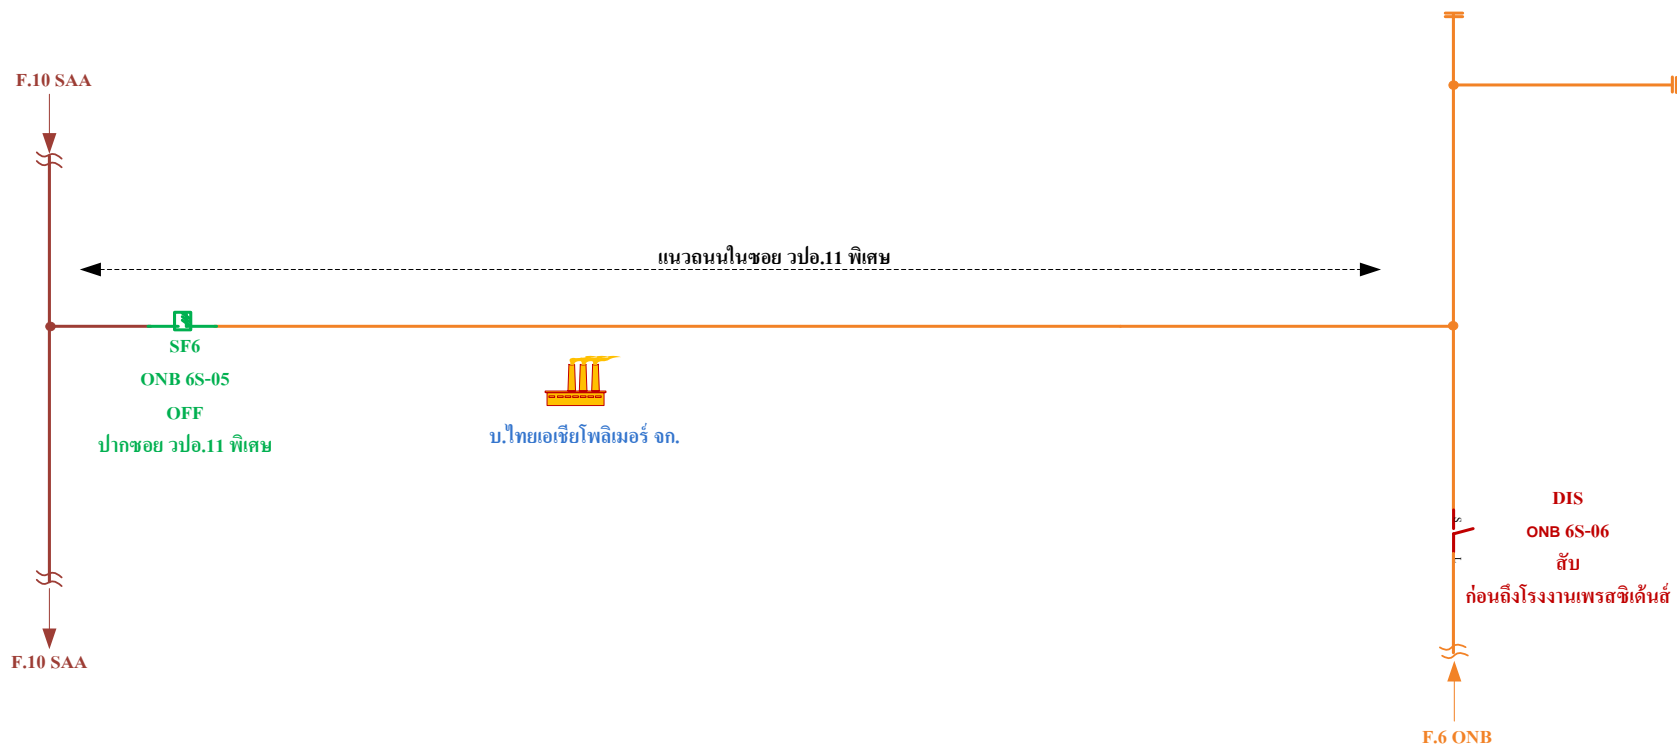 F.10 SAA
แนวถนนในซอย วปอ.11 พิเศษ
SF6
ONB 6S-05
OFF
ปากซอย วปอ.11 พิเศษ
บ.ไทยเอเชียโพลิเมอร์ จก.
S
L
DIS
ONB 6S-06
สับ
ก่อนถึงโรงงานเพรสซิเด้นส์
F.10 SAA
F.6 ONB